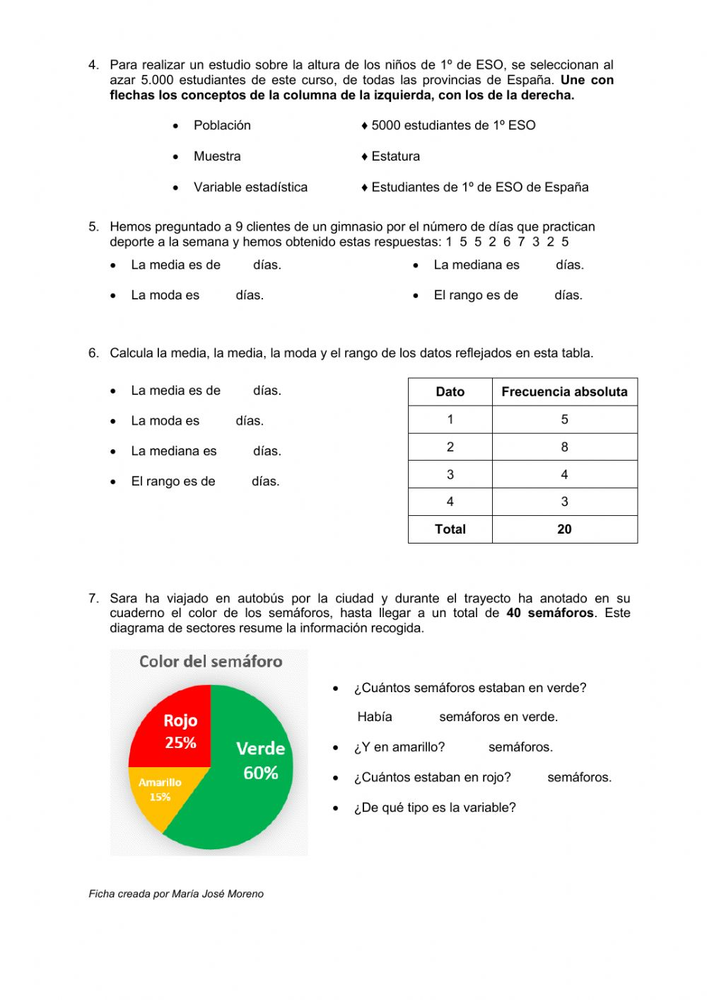 4. Para realizar un estudio sobre la altura de los niños de 1º de ESO, se seleccionan al
azar 5.000 estudiantes de este curso, de todas las provincias de España. Une con
flechas los conceptos de la columna de la izquierda, con los de la derecha.
• Población ♦ 5000 estudiantes de 1º ESO
• Muestra ♦ Estatura
• Variable estadística ♦ Estudiantes de 1º de ESO de España
5. Hemos preguntado a 9 clientes de un gimnasio por el número de días que practican
deporte a la semana y hemos obtenido estas respuestas: 1 5 5 2 6 7 3 2 5
• La media es de días. • La mediana es días.
• La moda es días. • El rango es de días.
6. Calcula la media, la media, la moda y el rango de los datos reflejados en esta tabla.
• La media es de días.
• La moda es días.
• La mediana es días.
• El rango es de días.
Dato Frecuencia absoluta
1 5
2 8
3 4
4 3
Total 20
7. Sara ha viajado en autobús por la ciudad y durante el trayecto ha anotado en su
cuaderno el color de los semáforos, hasta llegar a un total de 40 semáforos. Este
diagrama de sectores resume la información recogida.
Color del semáforo
Rojo
25%
Verde
60%
Amarillo
15%
• ¿Cuántos semáforos estaban en verde?
Había semáforos en verde.
• ¿Y en amarillo? semáforos.
• ¿Cuántos estaban en rojo? semáforos.
• ¿De qué tipo es la variable?
Ficha creada por María José Moreno